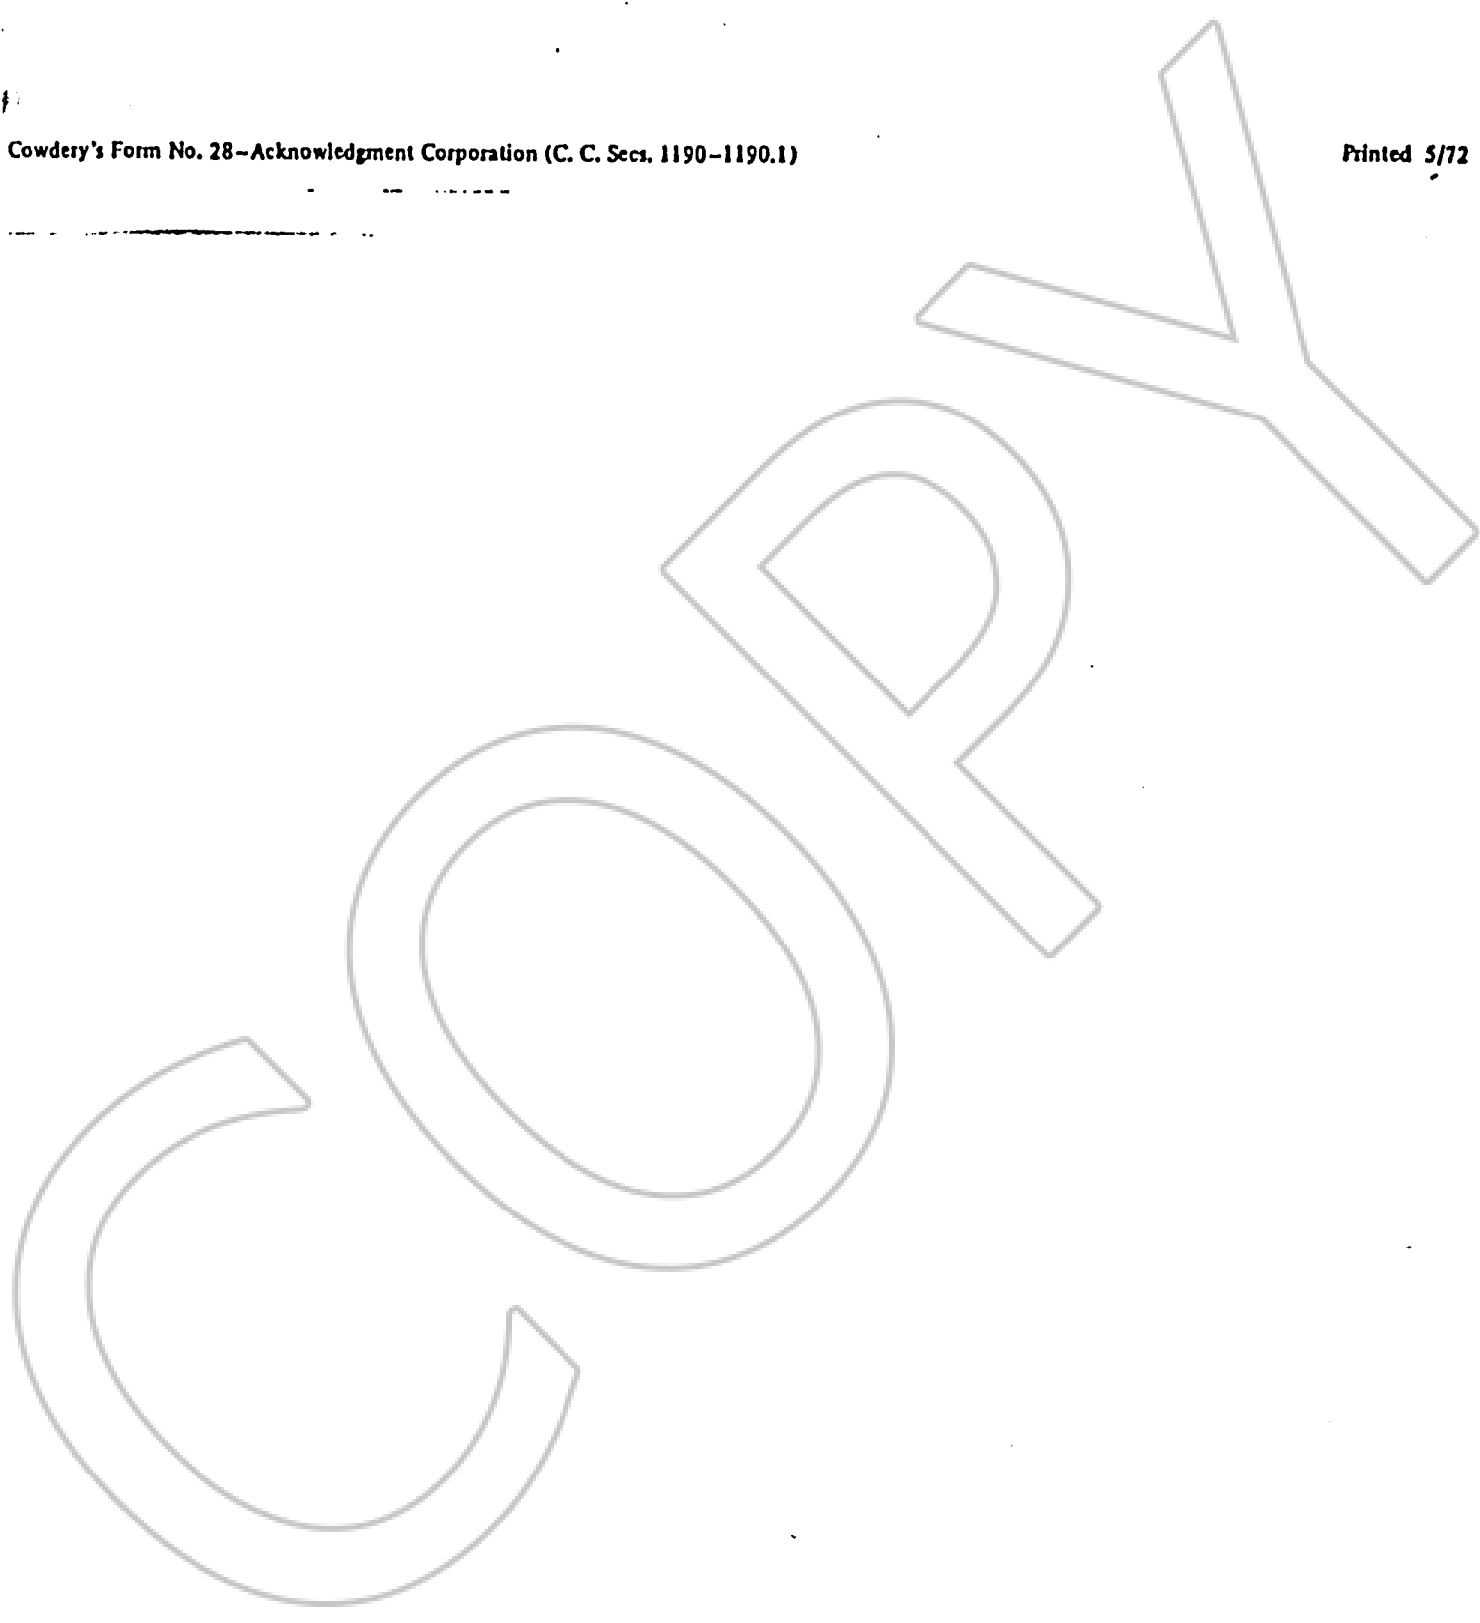 Cowdery's Form No. 28–Acknowledgment Corporation (C. C. Secs. 1190–1190.1) Printed 5/72
COPY